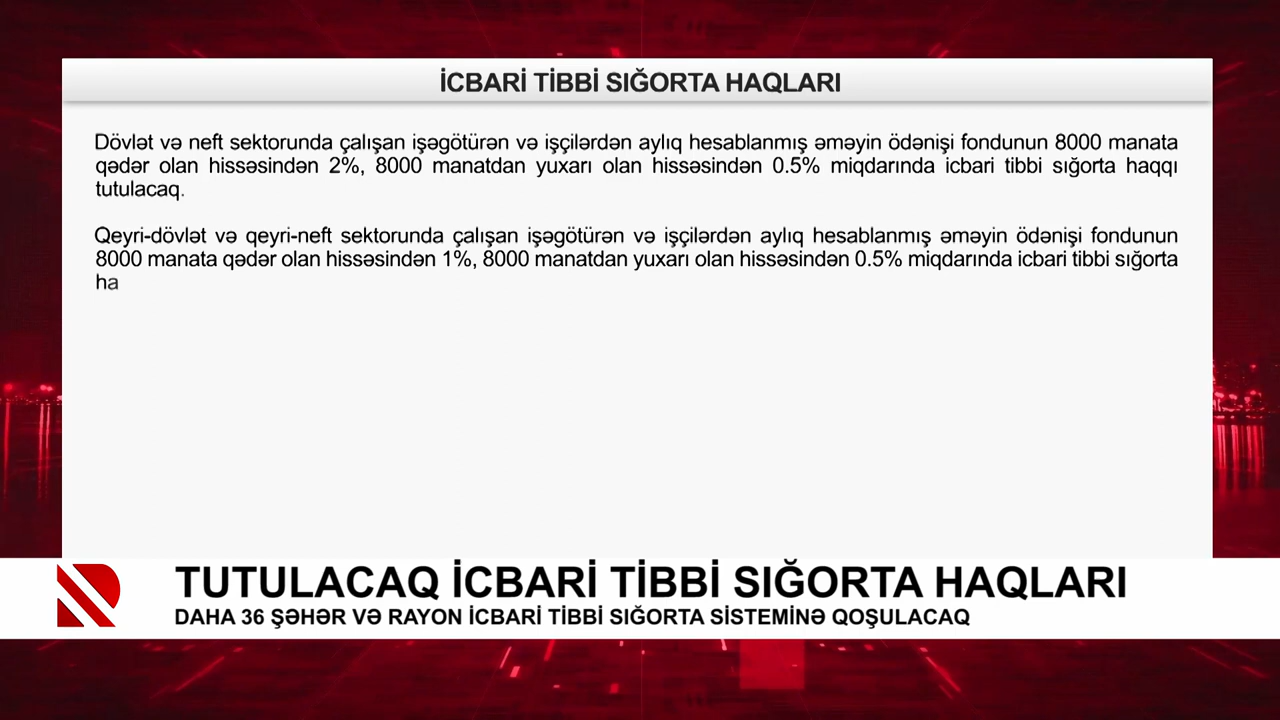 İCBARİ TİBBİ SIĞORTA HAQLARI
Dövlət və neft sektorunda çalışan işəgötürən və işçilərdən aylıq hesablanmış əməyin ödənişi fondunun 8000 manata
qədər olan hissəsindən 2%, 8000 manatdan yuxarı olan hissəsindən 0.5% miqdarında icbari tibbi sığorta haqqı
tutulacaq.
Qeyri-dövlət və qeyri-neft sektorunda çalışan işəgötürən və işçilərdən aylıq hesablanmış əməyin ödənişi fondunun
8000 manata qədər olan hissəsindən 1%, 8000 manatdan yuxarı olan hissəsindən 0.5% miqdarında icbari tibbi sığorta
ha
TUTULACAQ İCBARİ TİBBİ SIĞORTA HAQLARI
DAHA 36 ŞƏHƏR VƏ RAYON İCBARİ TİBBİ SIĞORTA SİSTEMİNƏ QOŞULACAQ